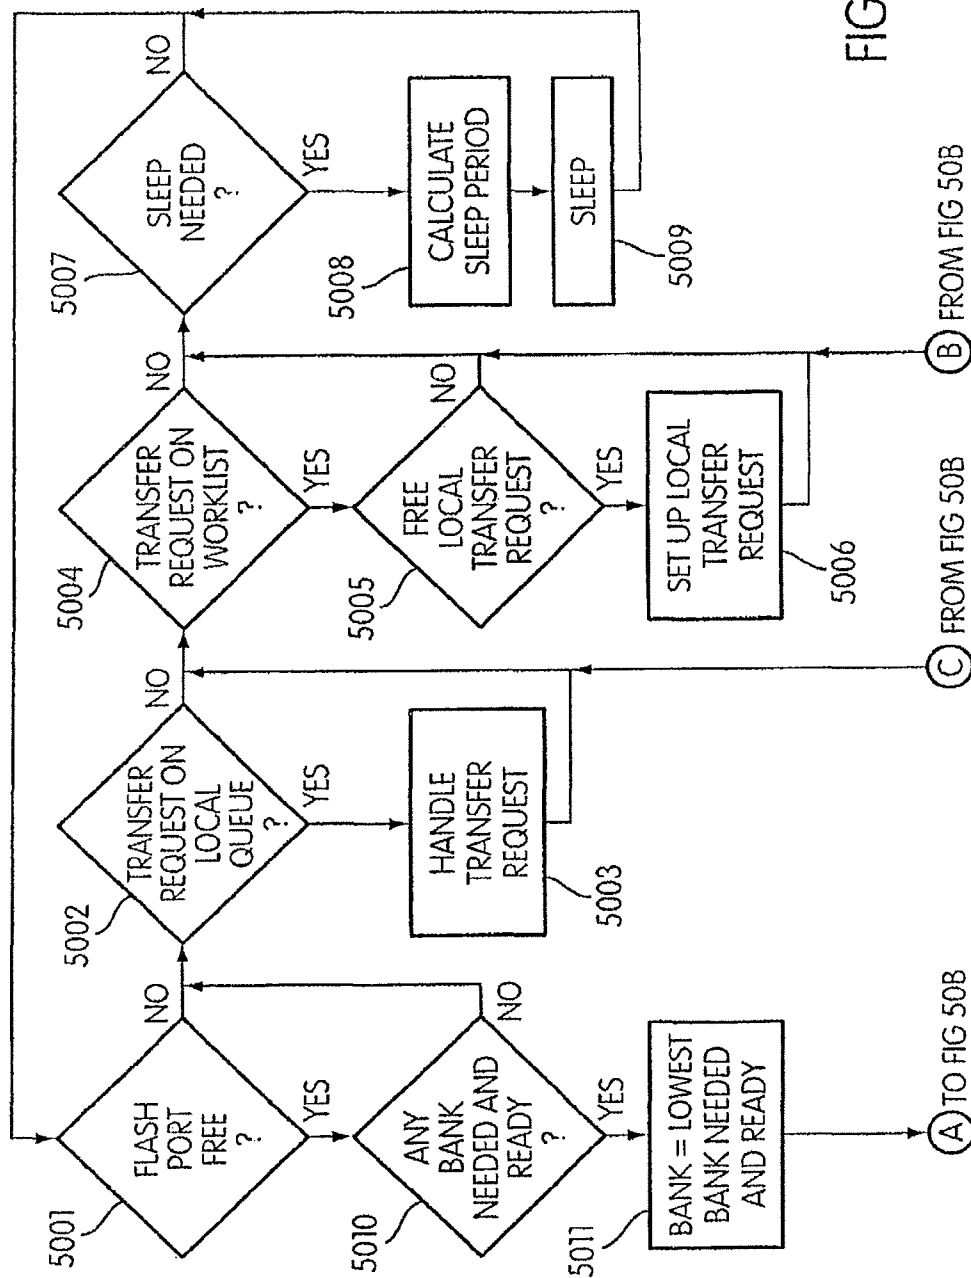 5001
FLASH
PORT
FREE
?
NO
YES
5010
ANY
BANK
NEEDED AND
READY
?
NO
YES
5011
BANK = LOWEST
BANK NEEDED
AND READY
A TO FIG 50B
5002
TRANSFER
REQUEST ON
LOCAL
QUEUE
?
NO
YES
HANDLE
TRANSFER
REQUEST
5003
C FROM FIG 50B
5004
TRANSFER
REQUEST ON
WORKLIST
?
NO
YES
5005
FREE
LOCAL
TRANSFER
REQUEST
?
NO
YES
SET UP LOCAL
TRANSFER
REQUEST
5006
B FROM FIG 50B
5007
SLEEP
NEEDED
?
NO
YES
5008
CALCULATE
SLEEP PERIOD
SLEEP
5009
FIG